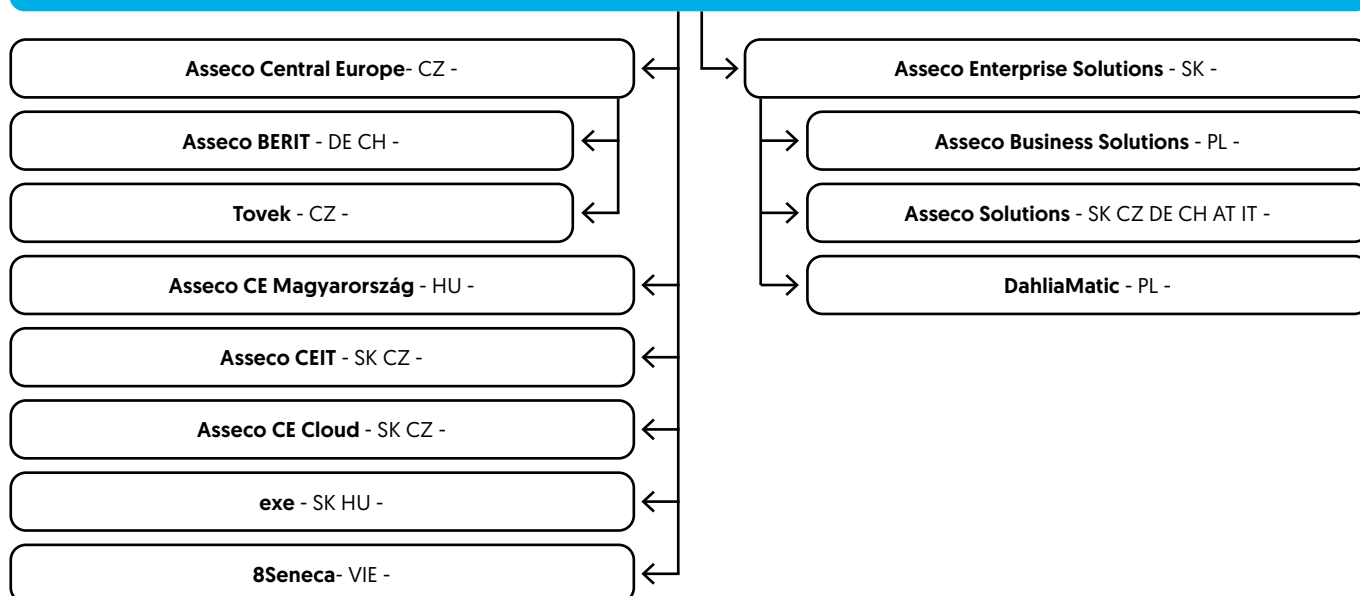 Asseco Central Europe- CZ -
Asseco BERIT - DE CH -
Tovek - CZ -
Asseco CE Magyarország - HU -
Asseco CEIT - SK CZ -
Asseco CE Cloud - SK CZ -
exe - SK HU -
8Seneca- VIE -
Asseco Enterprise Solutions - SK -
Asseco Business Solutions - PL -
Asseco Solutions - SK CZ DE CH AT IT -
DahliaMatic - PL -